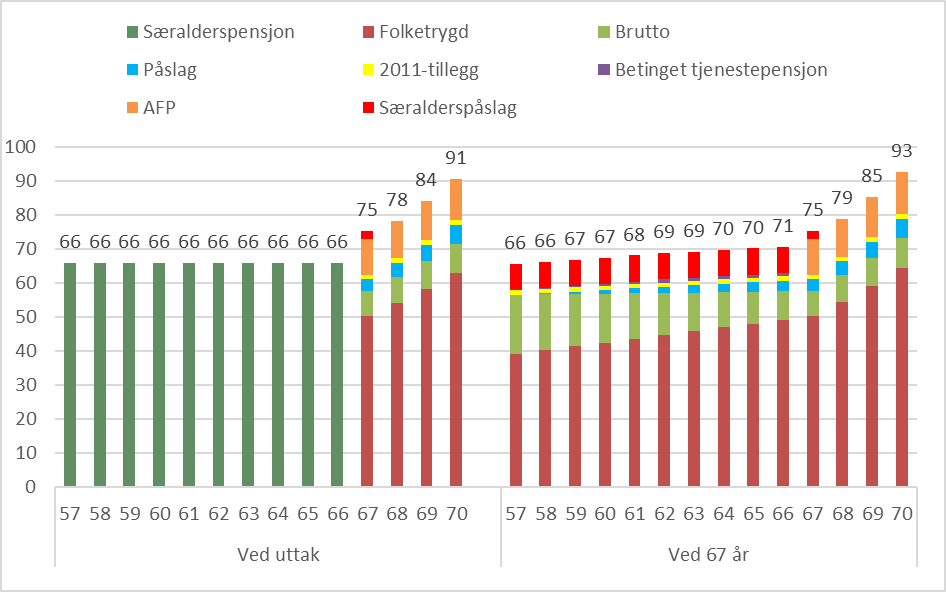 Særalderspensjon Folketrygd Brutto
Påslag 2011-tillegg Betinget tjenestepensjon
AFP Særalderspåslag
100
90
80
70
60
50
40
30
20
10
0
66 66 66 66 66 66 66 66 66 66 75 78 84 91 66 66 67 67 68 69 69 70 70 71 75 79 85 93
57 58 59 60 61 62 63 64 65 66 67 68 69 70 57 58 59 60 61 62 63 64 65 66 67 68 69 70
Ved uttak Ved 67 år